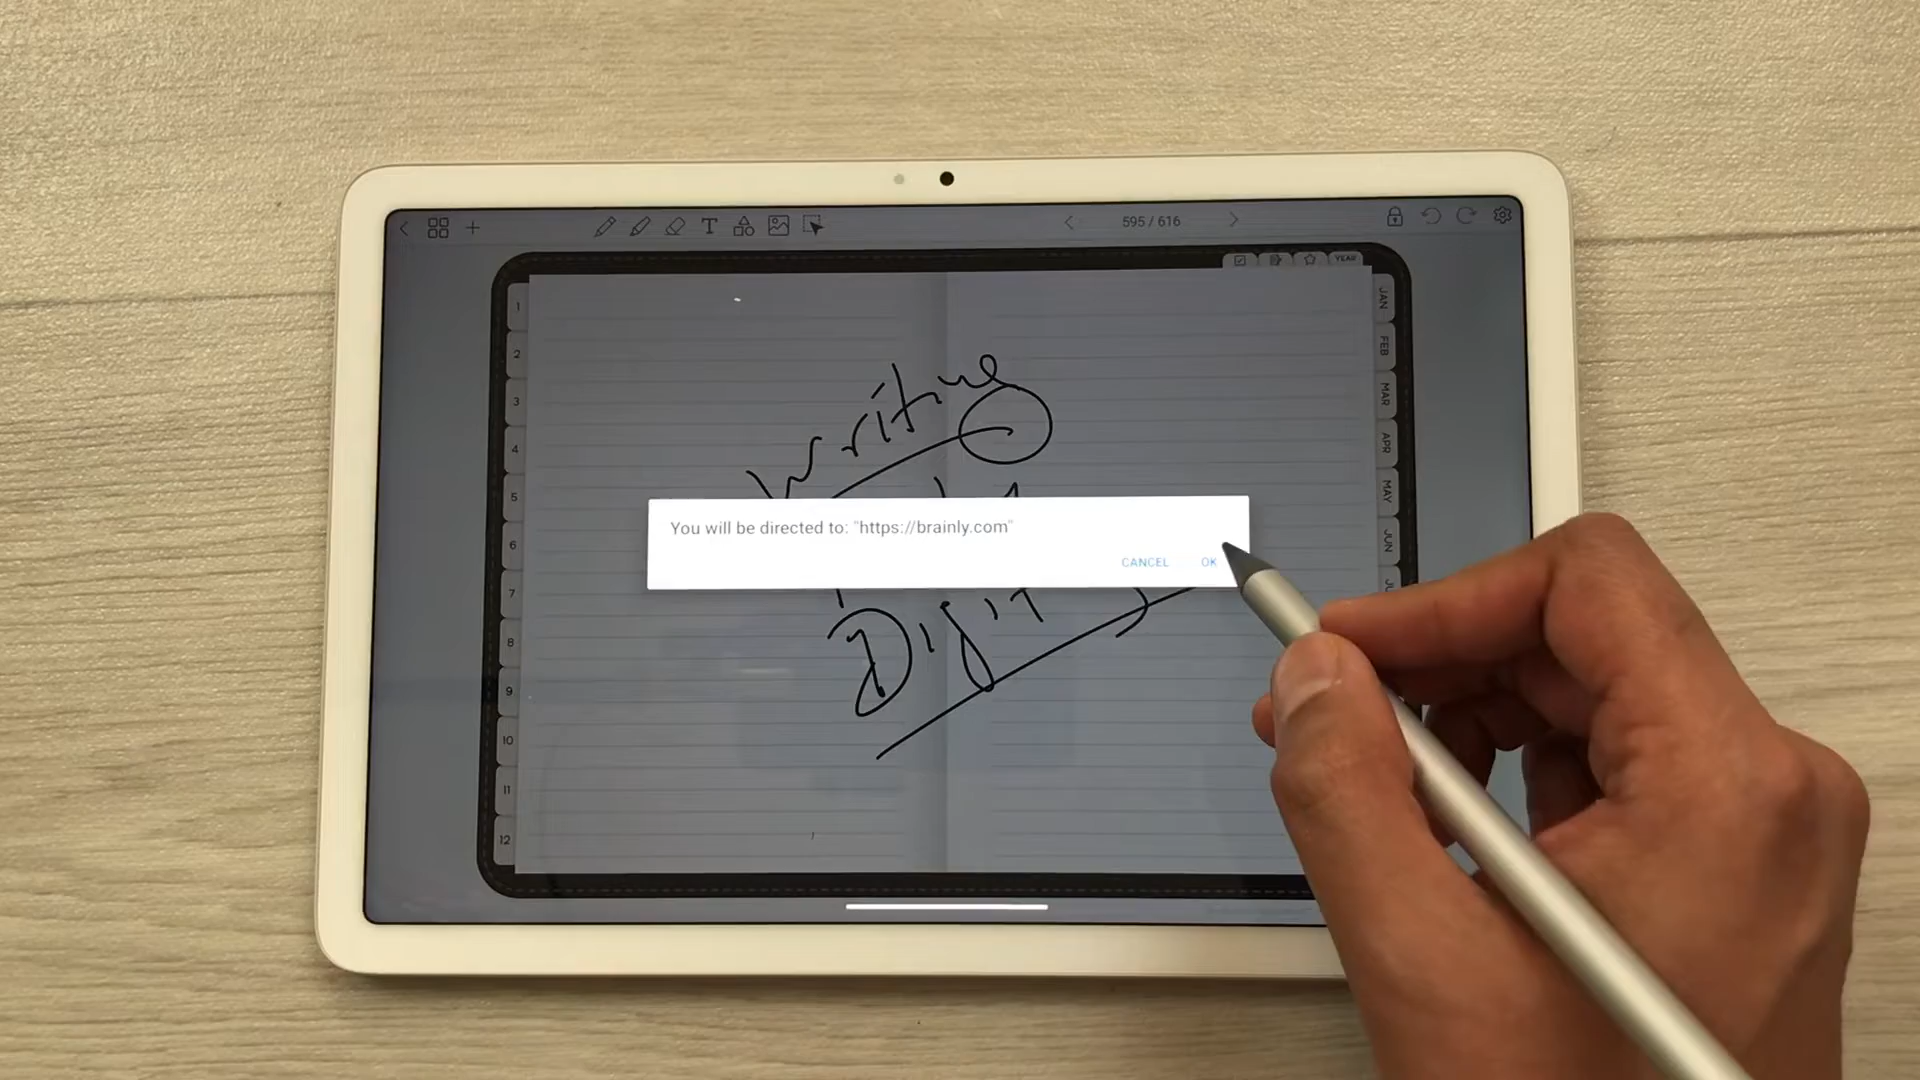 595 / 616
YEAR
1
2
3
4
5
6
7
8
9
10
11
12
JAN
FEB
MAR
APR
MAY
JUN
Writing
You will be directed to: "https://brainly.com"
CANCEL OK
Digit